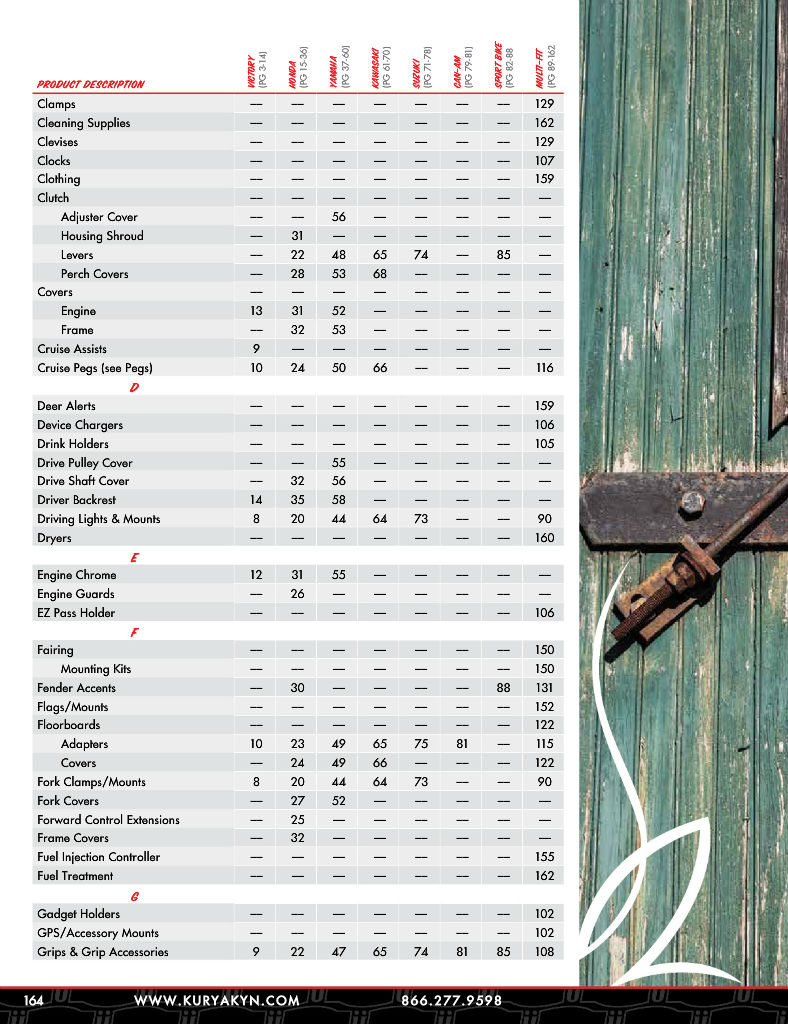 PRODUCT DESCRIPTION VICTORY (PG 3-14) HONDA (PG 15-36) YAMAHA (PG 37-60) KAWASAKI (PG 61-70) SUZUKI (PG 71-78) CAN-AM (PG 79-81) SPORT BIKE (PG 82-88 MULTI-FIT (PG 89-162
Clamps — — — — — — — 129
Cleaning Supplies — — — — — — — 162
Clevises — — — — — — — 129
Clocks — — — — — — — 107
Clothing — — — — — — — 159
Clutch — — — — — — — —
Adjuster Cover — — 56 — — — — —
Housing Shroud — 31 — — — — — —
Levers — 22 48 65 74 — 85 —
Perch Covers — 28 53 68 — — — —
Covers — — — — — — — —
Engine 13 31 52 — — — — —
Frame — 32 53 — — — — —
Cruise Assists 9 — — — — — — —
Cruise Pegs (see Pegs) 10 24 50 66 — — — 116
D
Deer Alerts — — — — — — — 159
Device Chargers — — — — — — — 106
Drink Holders — — — — — — — 105
Drive Pulley Cover — — 55 — — — — —
Drive Shaft Cover — 32 56 — — — — —
Driver Backrest 14 35 58 — — — — —
Driving Lights & Mounts 8 20 44 64 73 — — 90
Dryers — — — — — — — 160
E
Engine Chrome 12 31 55 — — — — —
Engine Guards — 26 — — — — — —
EZ Pass Holder — — — — — — — 106
F
Fairing — — — — — — — 150
Mounting Kits — — — — — — — 150
Fender Accents — 30 — — — — 88 131
Flags/Mounts — — — — — — — 152
Floorboards — — — — — — — 122
Adapters 10 23 49 65 75 81 — 115
Covers — 24 49 66 — — — 122
Fork Clamps/Mounts 8 20 44 64 73 — — 90
Fork Covers — 27 52 — — — — —
Forward Control Extensions — 25 — — — — — —
Frame Covers — 32 — — — — — —
Fuel Injection Controller — — — — — — — 155
Fuel Treatment — — — — — — — 162
G
Gadget Holders — — — — — — — 102
GPS/Accessory Mounts — — — — — — — 102
Grips & Grip Accessories 9 22 47 65 74 81 85 108
164 WWW.KURYAKYN.COM 866.277.9598